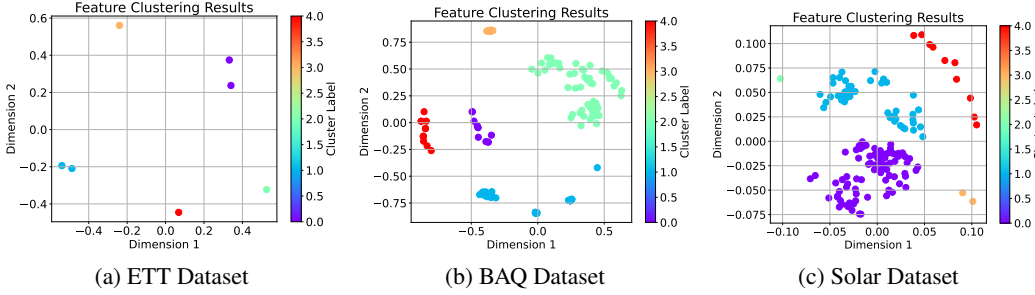 Feature Clustering Results
0.6
0.4
0.2
0.0
−0.2
−0.4
Dimension 2
−0.4 −0.2 0.0 0.2 0.4
Dimension 1
4.0
3.5
3.0
2.5
2.0
1.5
1.0
0.5
0.0
Cluster Label
(a) ETT Dataset
Feature Clustering Results
0.75
0.50
0.25
0.00
−0.25
−0.50
−0.75
Dimension 2
−0.5 0.0 0.5
Dimension 1
4.0
3.5
3.0
2.5
2.0
1.5
1.0
0.5
0.0
Cluster Label
(b) BAQ Dataset
Feature Clustering Results
0.100
0.075
0.050
0.025
0.000
−0.025
−0.050
−0.075
Dimension 2
−0.10 −0.05 0.00 0.05 0.10
Dimension 1
4.0
3.5
3.0
2.5
2.0
1.5
1.0
0.5
0.0
(c) Solar Dataset